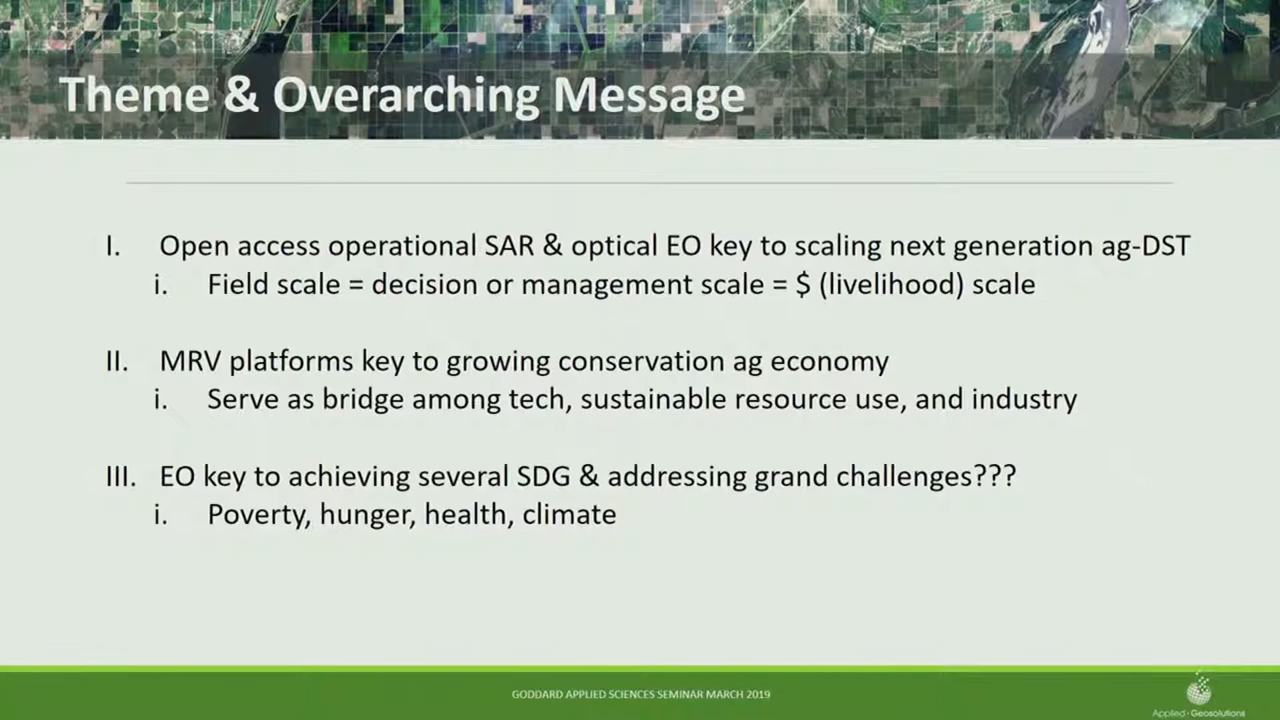 Theme & Overarching Message
I. Open access operational SAR & optical EO key to scaling next generation ag-DST
i. Field scale = decision or management scale = $ (livelihood) scale
II. MRV platforms key to growing conservation ag economy
i. Serve as bridge among tech, sustainable resource use, and industry
III. EO key to achieving several SDG & addressing grand challenges???
i. Poverty, hunger, health, climate
GODDARD APPLIED SCIENCES SEMINAR MARCH 2019
Applied - Geosolutions